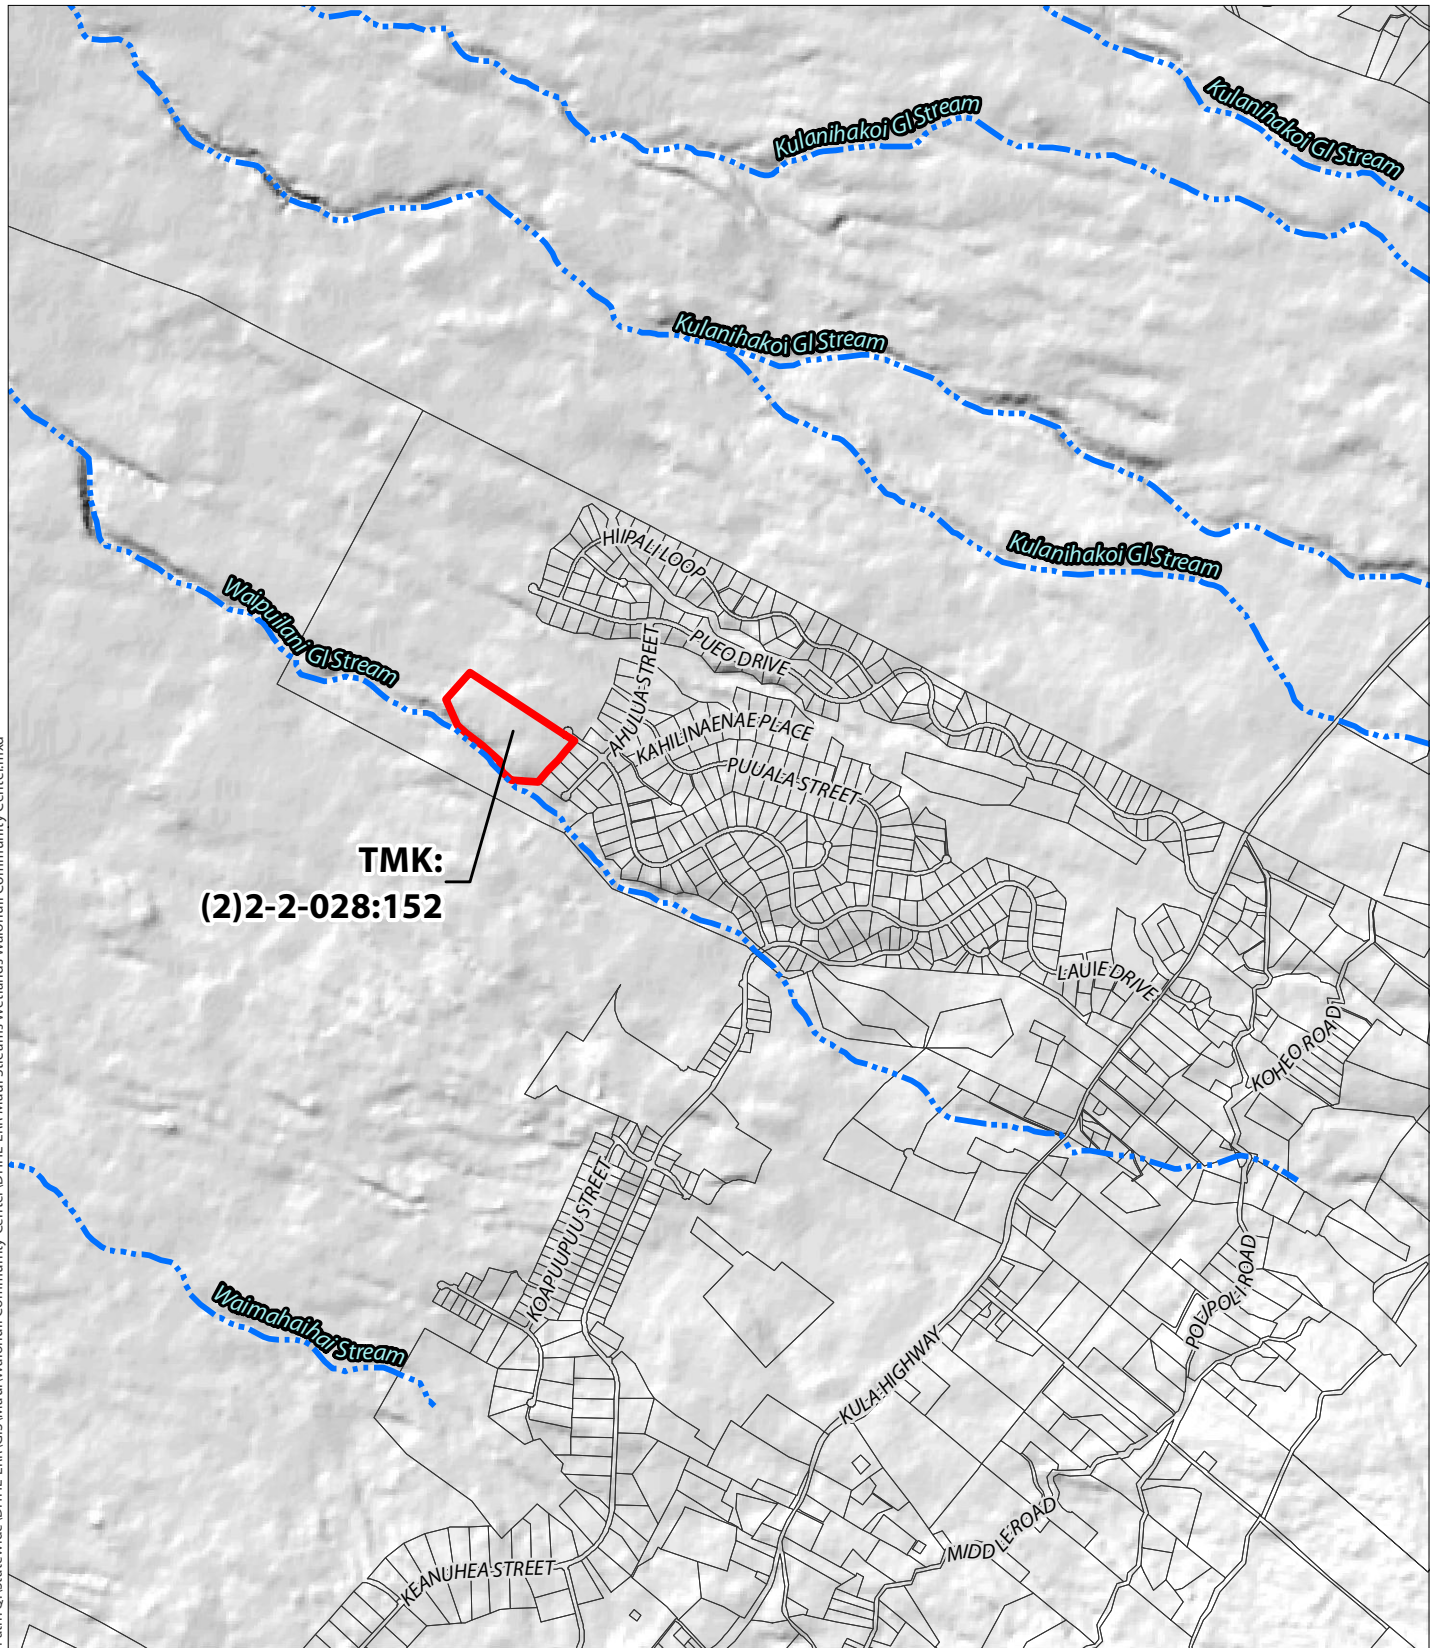 Kulanihakoi Gl Stream
Kulanihakoi Gl Stream
Kulanihakoi Gl Stream
Kulanihakoi Gl Stream
Waipuilani Gl Stream
HIIPALI LOOP
PUEO DRIVE
AHULUA STREET
KAHILINAENAE PLACE
PUUALA STREET
TMK:
(2)2-2-028:152
LAUIE DRIVE
KOHEO ROAD
KOAPUUPUU STREET
POLIPOLI ROAD
Waimahaihai Stream
KULA HIGHWAY
MIDDLE ROAD
KEANUHEA STREET